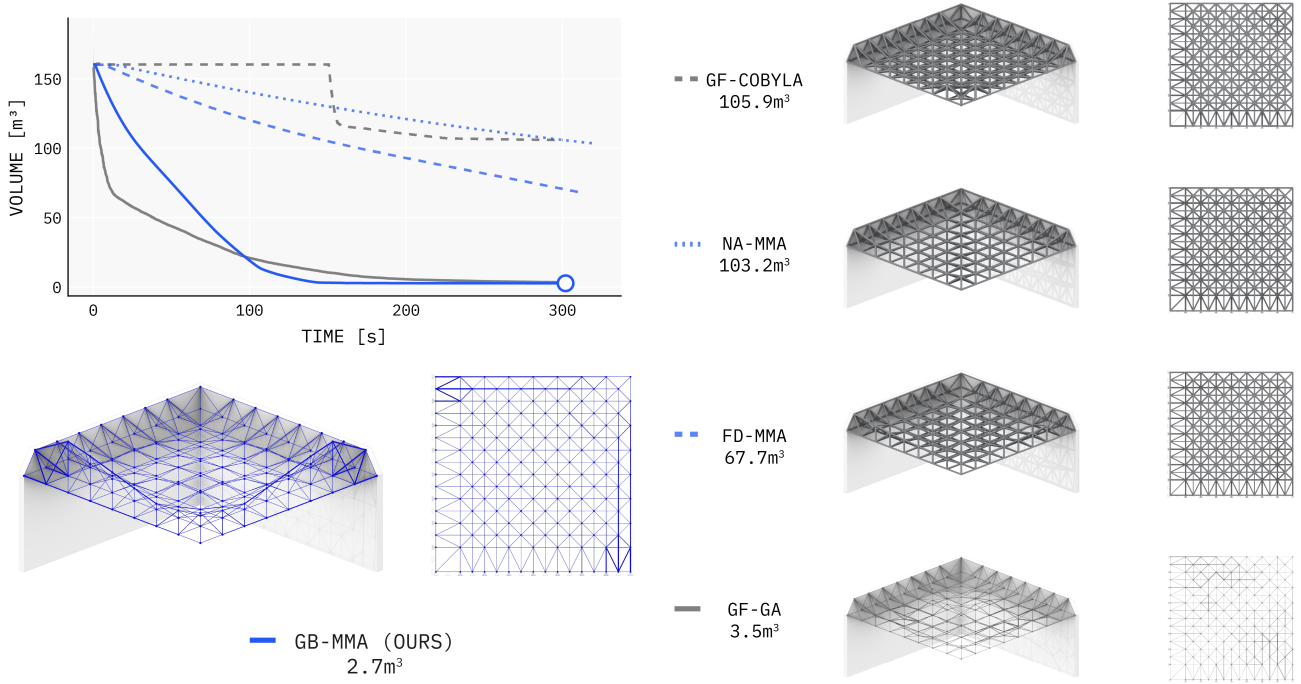 VOLUME [m³]
150
100
50
0
0
100
200
300
TIME [s]
GB-MMA (OURS)
2.7m³
GF-COBYLA
105.9m³
NA-MMA
103.2m³
FD-MMA
67.7m³
GF-GA
3.5m³